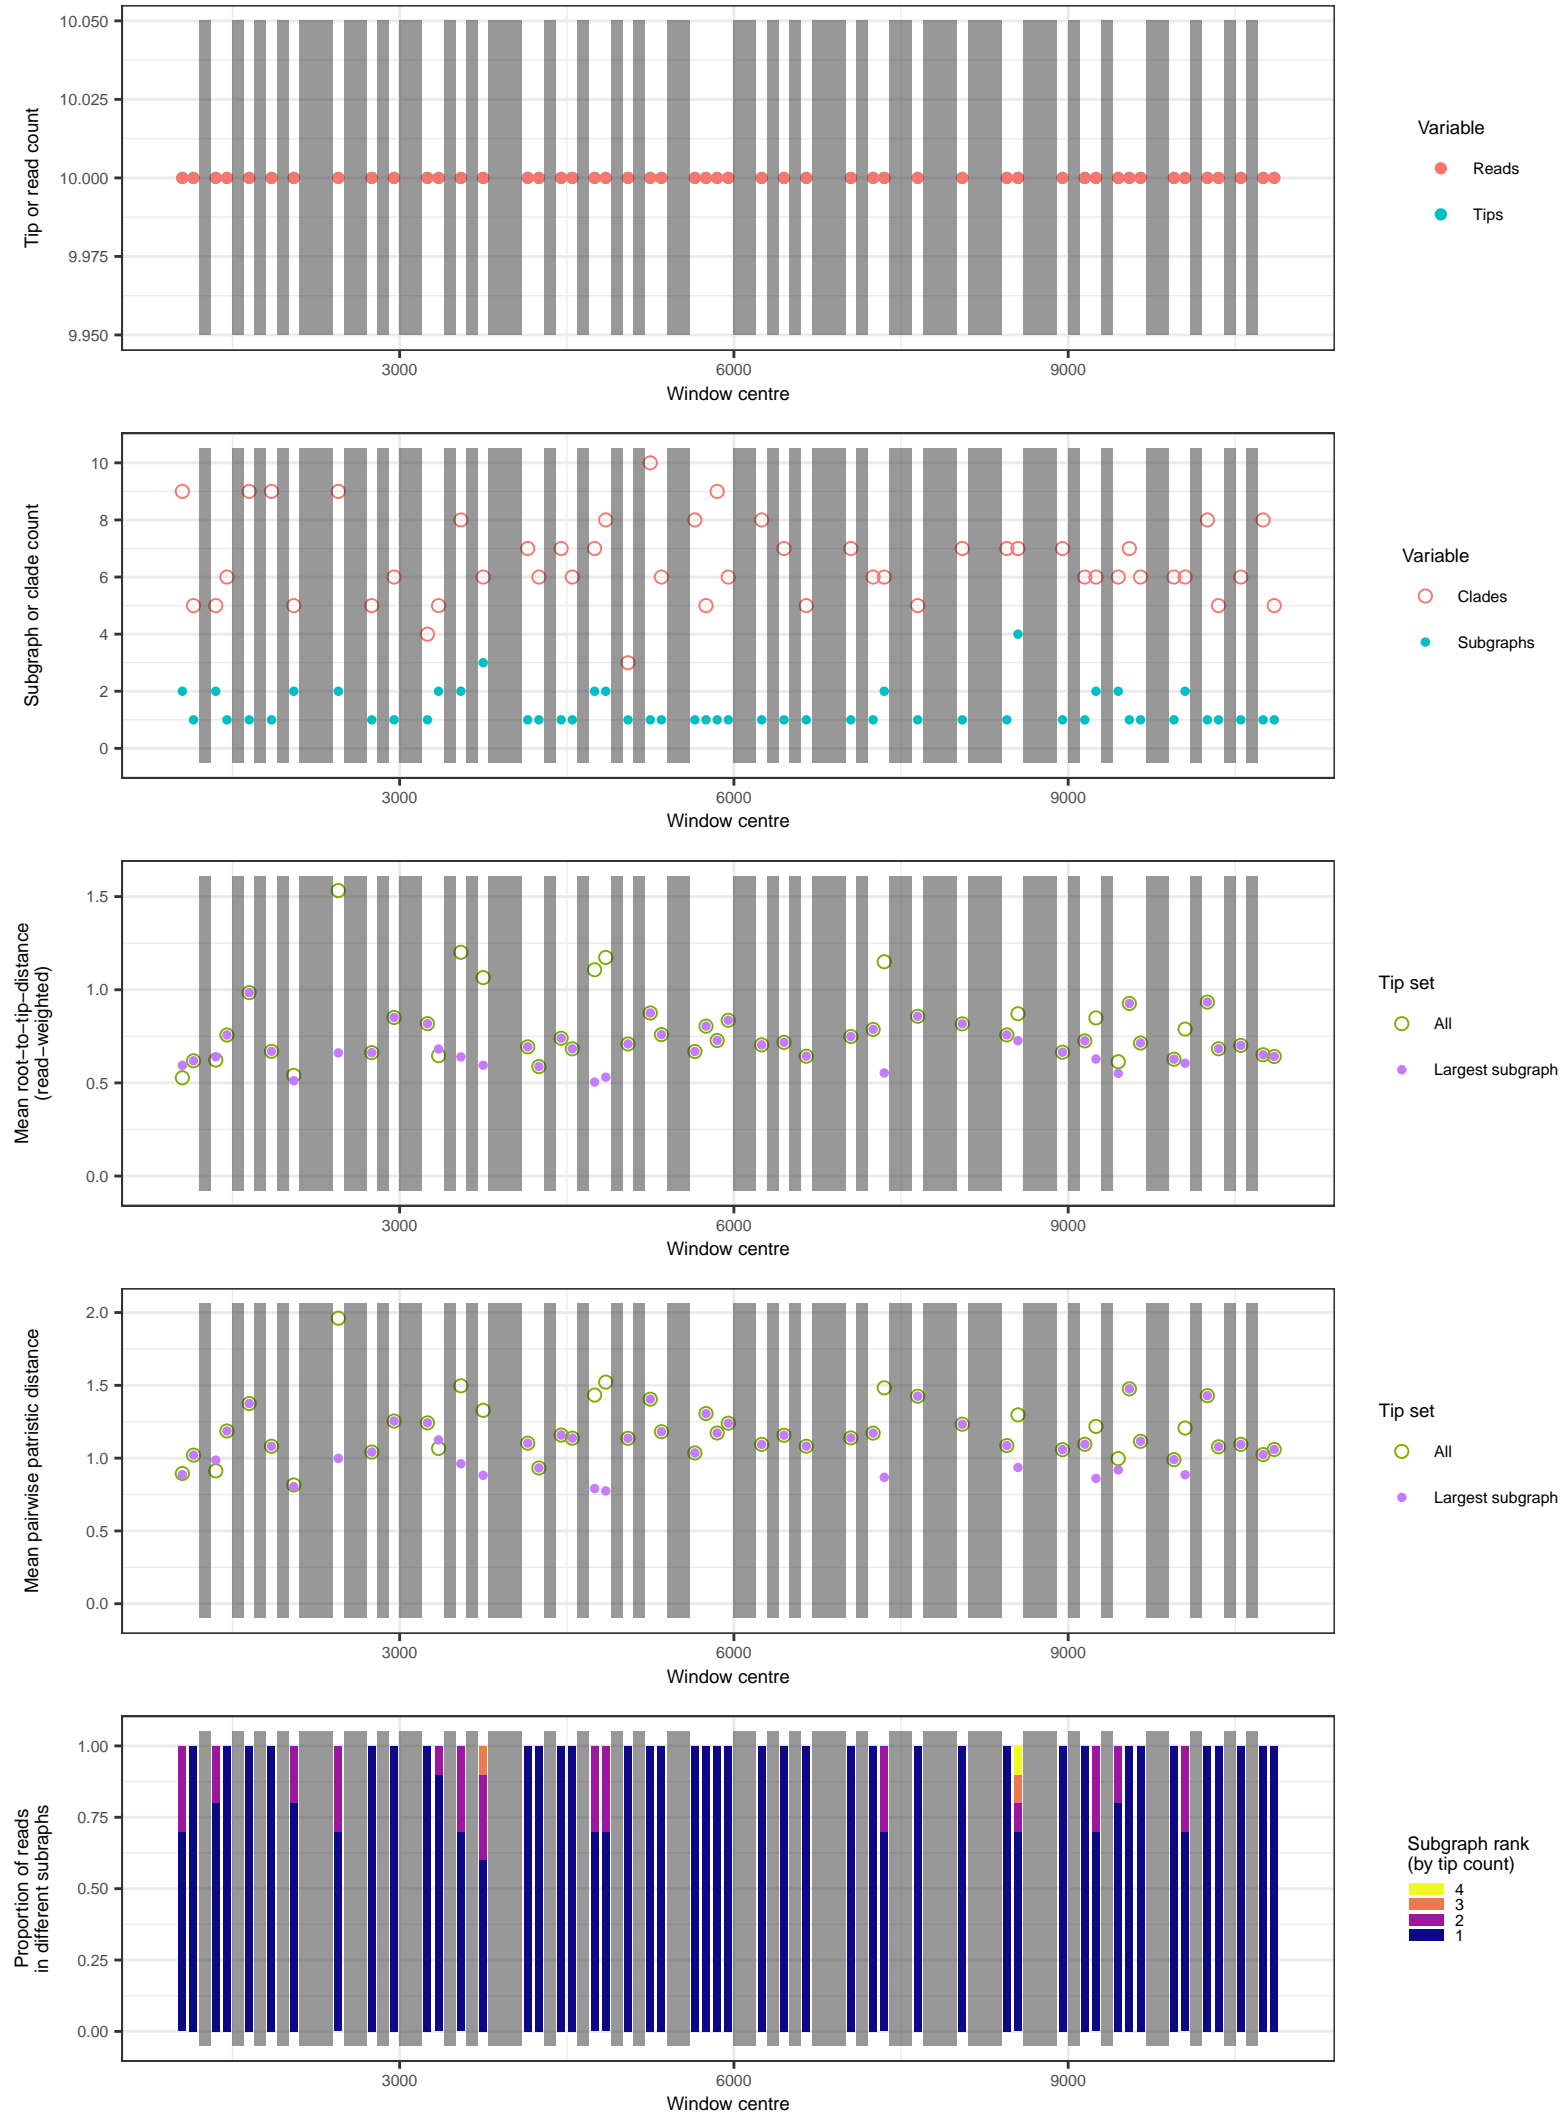 10.050
10.025
10.000
9.975
9.950
Tip or read count
3000
6000
9000
Window centre
Variable
Reads
Tips
10
8
6
4
2
0
Subgraph or clade count
3000
6000
9000
Window centre
Variable
Clades
Subgraphs
1.5
1.0
0.5
0.0
Mean root−to−tip−distance
(read−weighted)
3000
6000
9000
Window centre
Tip set
All
Largest subgraph
2.0
1.5
1.0
0.5
0.0
Mean pairwise patristic distance
3000
6000
9000
Window centre
Tip set
All
Largest subgraph
1.00
0.75
0.50
0.25
0.00
Proportion of reads
in different subraphs
3000
6000
9000
Window centre
Subgraph rank
(by tip count)
4
3
2
1